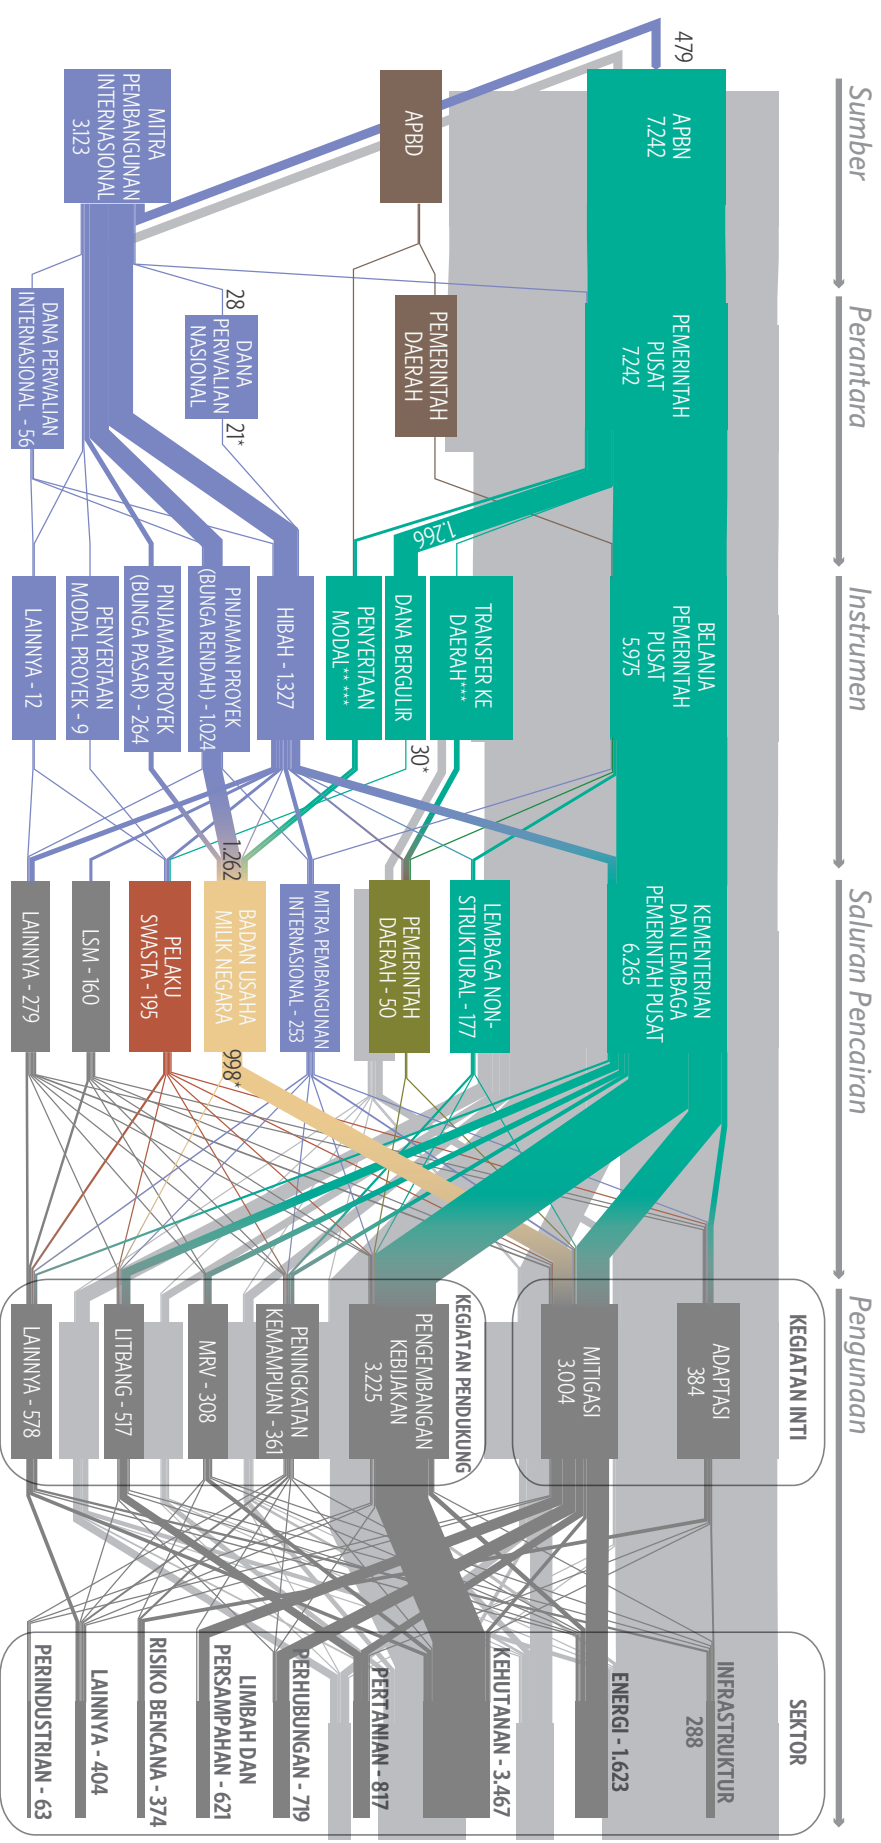 Sumber
Perantara
Instrumen
Saluran Pencairan
Pengunaan
479
APBN
7.242
APBD
MITRA
PEMBANGUNAN
INTERNASIONAL
3.123
PEMERINTAH
PUSAT
7.242
PEMERINTAH
DAERAH
28
DANA
PERWALIAN
NASIONAL
21*
DANA PERWALIAN
INTERNASIONAL - 56
1.266
BELANJA
PEMERINTAH
PUSAT
5.975
TRANSFER KE
DAERAH***
DANA BERGULIR
30*
PENYERTAAN
MODAL** ***
HIBAH - 1.327
PINJAMAN PROYEK
(BUNGA RENDAH) - 1.024
PINJAMAN PROYEK
(BUNGA PASAR) - 264
PENYERTAAN
MODAL PROYEK - 9
LAINNYA - 12
KEMENTERIAN
DAN LEMBAGA
PEMERINTAH PUSAT
6.265
LEMBAGA NON-
STRUKTURAL - 177
PEMERINTAH
DAERAH - 50
MITRA PEMBANGUNAN
INTERNASIONAL - 253
1.262
BADAN USAHA
MILIK NEGARA
998*
PELAKU
SWASTA - 195
LSM - 160
LAINNYA - 279
KEGIATAN INTI
ADAPTASI
384
MITIGASI
3.004
KEGIATAN PENDUKUNG
PENGEMBANGAN
KEBIJAKAN
3.225
PENINGKATAN
KEMAMPUAN - 361
MRV - 308
LITBANG - 517
LAINNYA - 578
SEKTOR
INFRASTRUKTUR
288
ENERGI - 1.623
KEHUTANAN - 3.467
PERTANIAN - 817
PERHUBUNGAN - 719
LIMBAH DAN
PERSAMPAHAN - 621
RISIKO BENCANA - 374
LAINNYA - 404
PERINDUSTRIAN - 63